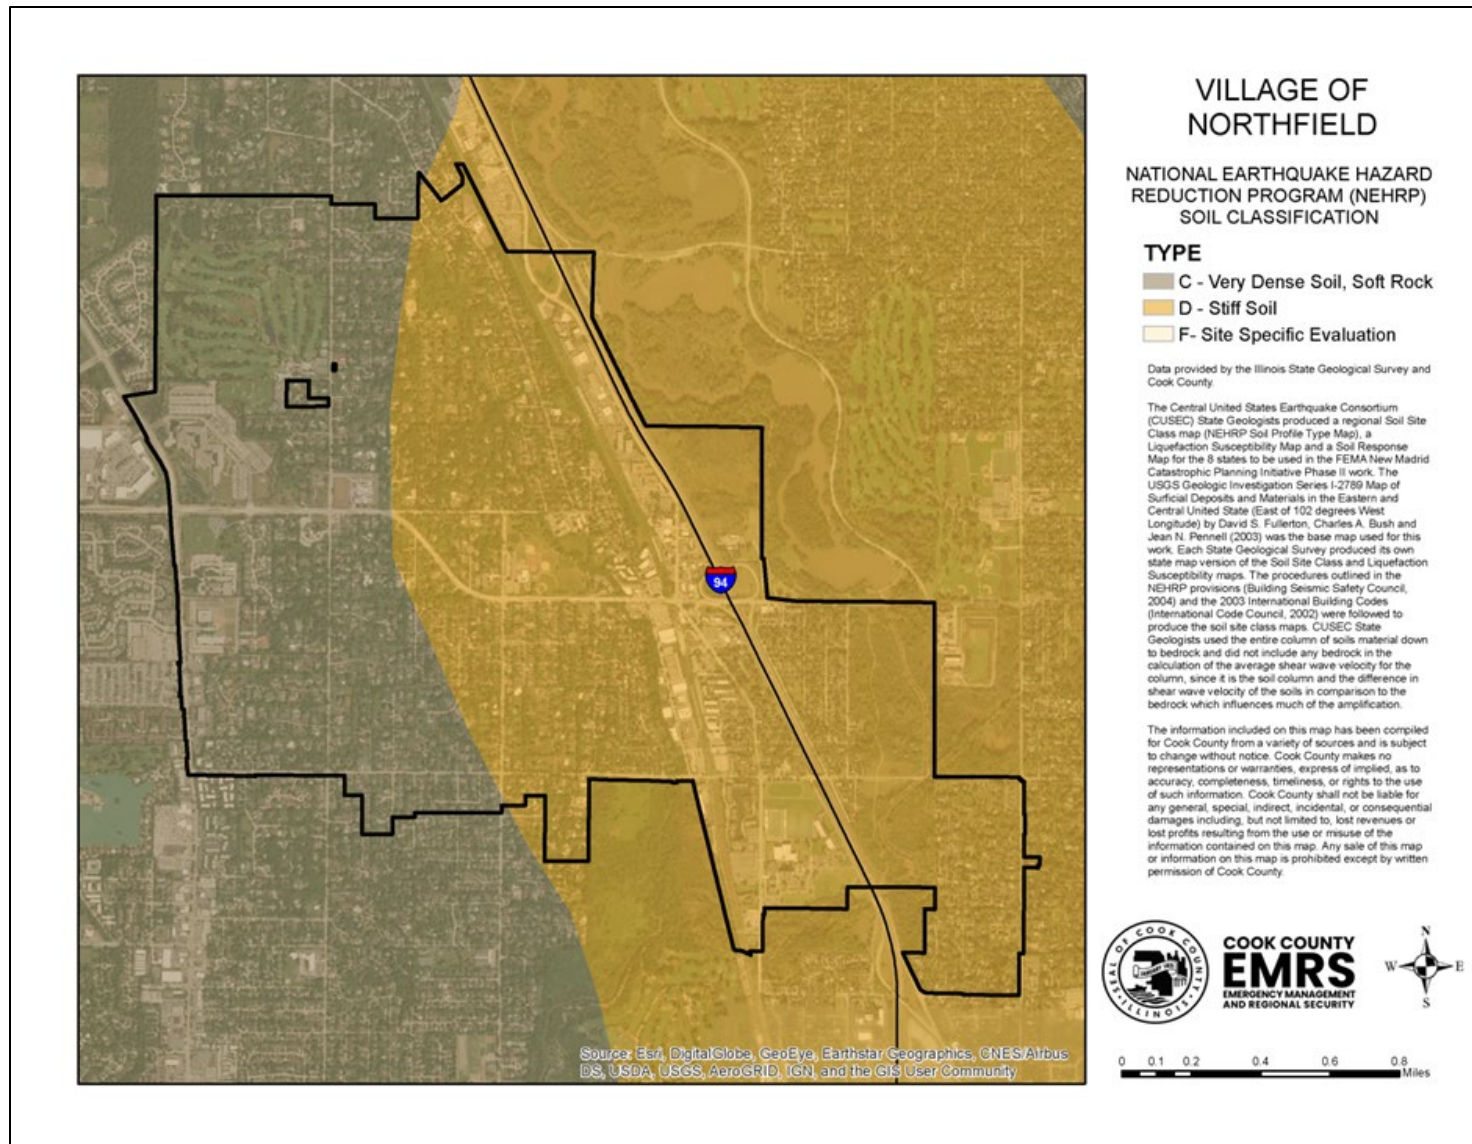 VILLAGE OF
NORTHFIELD
NATIONAL EARTHQUAKE HAZARD
REDUCTION PROGRAM (NEHRP)
SOIL CLASSIFICATION
TYPE
C - Very Dense Soil, Soft Rock
D - Stiff Soil
F- Site Specific Evaluation
Data provided by the Illinois State Geological Survey and
Cook County.
The Central United States Earthquake Consortium
(CUSEC) State Geologists produced a regional Soil Site
Class map (NEHRP Soil Profile Type Map), a
Liquefaction Susceptibility Map and a Soil Response
Map for the 8 states to be used in the FEMA New Madrid
Catastrophic Planning Initiative Phase II work. The
USGS Geologic Investigation Series I-2789 Map of
Surficial Deposits and Materials in the Eastern and
Central United State (East of 102 degrees West
Longitude) by David S. Fullerton, Charles A. Bush and
Jean N. Pennell (2003) was the base map used for this
work. Each State Geological Survey produced its own
state map version of the Soil Site Class and Liquefaction
Susceptibility maps. The procedures outlined in the
NEHRP provisions (Building Seismic Safety Council,
2004) and the 2003 International Building Codes
(International Code Council, 2002) were followed to
produce the soil site class maps. CUSEC State
Geologists used the entire column of soils material down
to bedrock and did not include any bedrock in the
calculation of the average shear wave velocity for the
column, since it is the soil column and the difference in
shear wave velocity of the soils in comparison to the
bedrock which influences much of the amplification.
The information included on this map has been compiled
for Cook County from a variety of sources and is subject
to change without notice. Cook County makes no
representations or warranties, express of implied, as to
accuracy, completeness, timeliness, or rights to the use
of such information. Cook County shall not be liable for
any general, special, indirect, incidental, or consequential
damages including, but not limited to, lost revenues or
lost profits resulting from the use or misuse of the
information contained on this map. Any sale of this map
or information on this map is prohibited except by written
permission of Cook County.
94
SEAL OF COOK COUNTY
ILLINOIS
COOK COUNTY
EMRS
EMERGENCY MANAGEMENT
AND REGIONAL SECURITY
N
W E
S
0 0.1 0.2 0.4 0.6 0.8
Miles
Source: Esri, DigitalGlobe, GeoEye, Earthstar Geographics, CNES/Airbus
DS, USDA, USGS, AeroGRID, IGN, and the GIS User Community